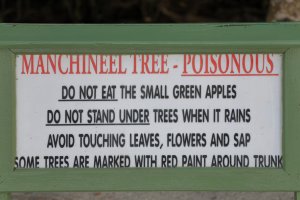 MANCHINEEL TREE - POISONOUS
DO NOT EAT THE SMALL GREEN APPLES
DO NOT STAND UNDER TREES WHEN IT RAINS
AVOID TOUCHING LEAVES, FLOWERS AND SAP
SOME TREES ARE MARKED WITH RED PAINT AROUND TRUNK